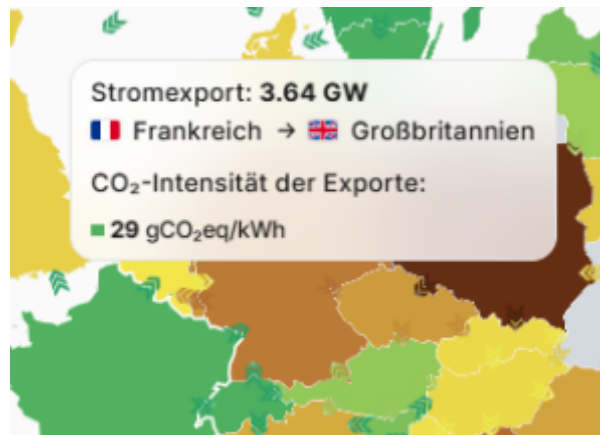 Stromexport: 3.64 GW
Frankreich → Großbritannien
CO₂-Intensität der Exporte:
29 gCO₂eq/kWh